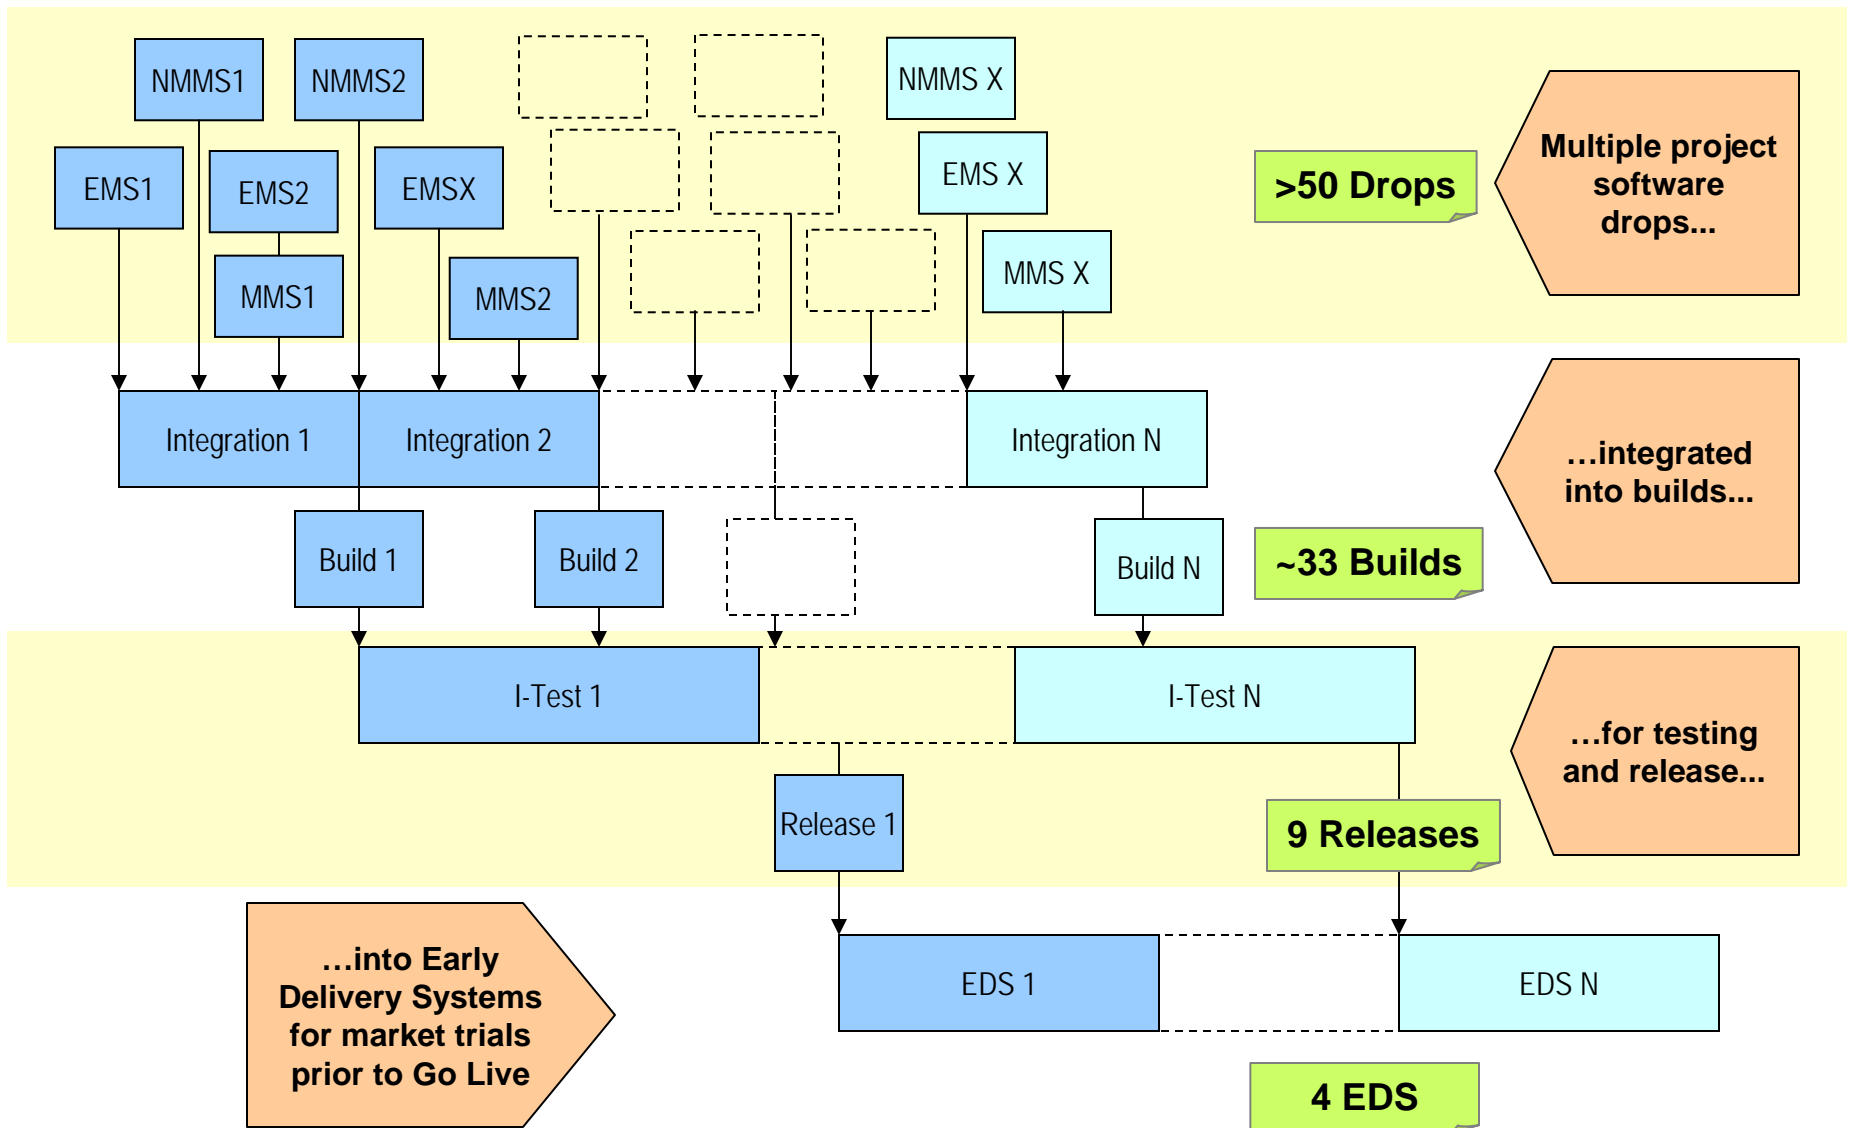 NMMS1
NMMS2
NMMS X
EMS1
EMS2
EMSX
EMS X
>50 Drops
Multiple project
software
drops...
MMS1
MMS2
MMS X
Integration 1
Integration 2
Integration N
…integrated
into builds...
Build 1
Build 2
Build N
~33 Builds
I-Test 1
I-Test N
…for testing
and release...
Release 1
9 Releases
…into Early
Delivery Systems
for market trials
prior to Go Live
EDS 1
EDS N
4 EDS